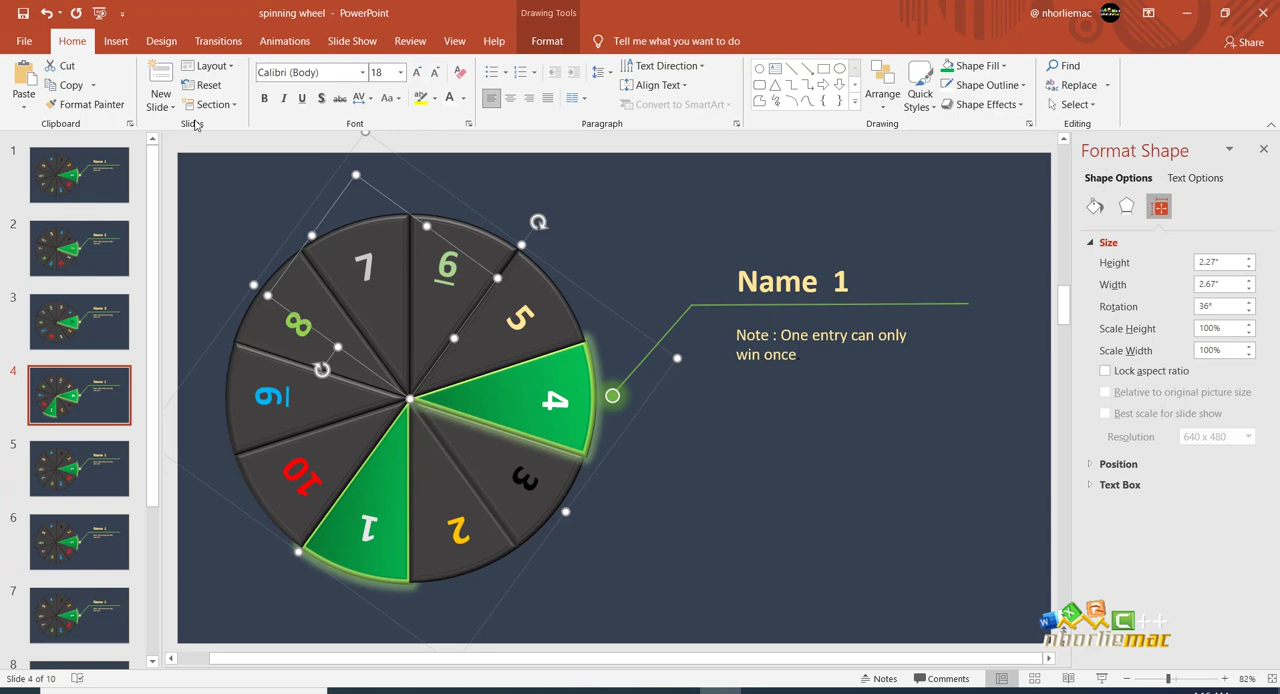 spinning wheel - PowerPoint
Drawing Tools
@ nhorliemac
File Home Insert Design Transitions Animations Slide Show Review View Help Format Tell me what you want to do Share
Paste
Cut
Copy
Format Painter
Clipboard
New Slide
Layout
Reset
Section
Slides
Calibri (Body) 18
B I U S abc AV Aa A
Font
Text Direction
Align Text
Convert to SmartArt
Paragraph
Arrange
Quick Styles
Shape Fill
Shape Outline
Shape Effects
Drawing
Find
Replace
Select
Editing
1
2
3
4
5
6
7
8
7
6
5
4
3
2
1
10
9
8
Name 1
Note : One entry can only
win once.
Format Shape
Shape Options Text Options
Size
Height 2.27"
Width 2.67"
Rotation 36°
Scale Height 100%
Scale Width 100%
Lock aspect ratio
Relative to original picture size
Best scale for slide show
Resolution 640 x 480
Position
Text Box
nhorliemac
Slide 4 of 10
Notes
Comments
82%